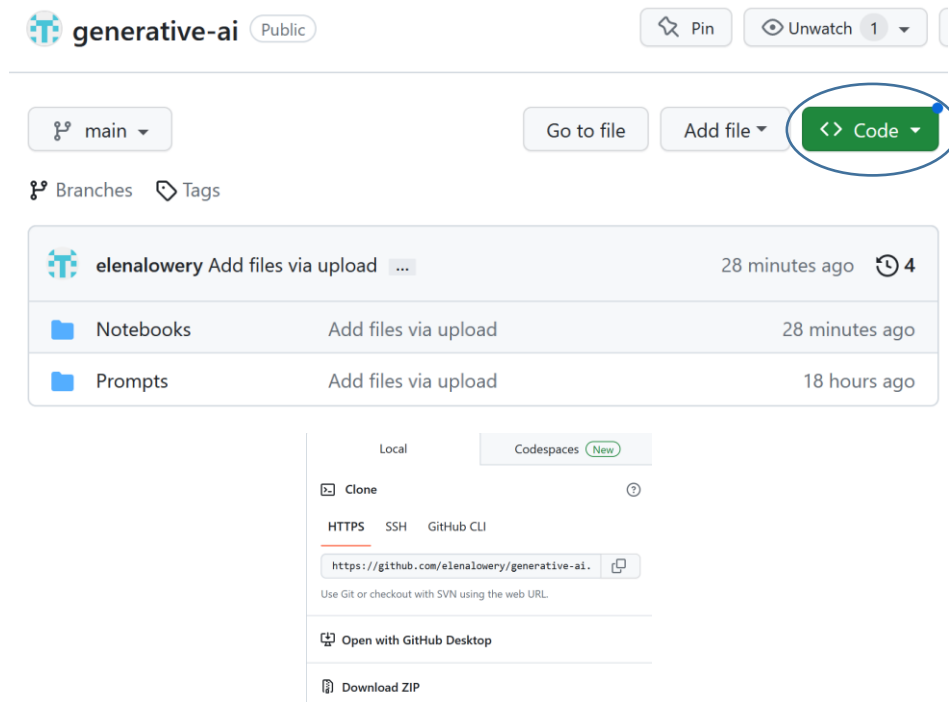 generative-ai Public Pin Unwatch 1
main Go to file Add file <> Code
Branches Tags
elenalowery Add files via upload ... 28 minutes ago 4
Notebooks Add files via upload 28 minutes ago
Prompts Add files via upload 18 hours ago
Local Codespaces New
Clone
HTTPS SSH GitHub CLI
https://github.com/elenalowery/generative-ai.
Use Git or checkout with SVN using the web URL.
Open with GitHub Desktop
Download ZIP